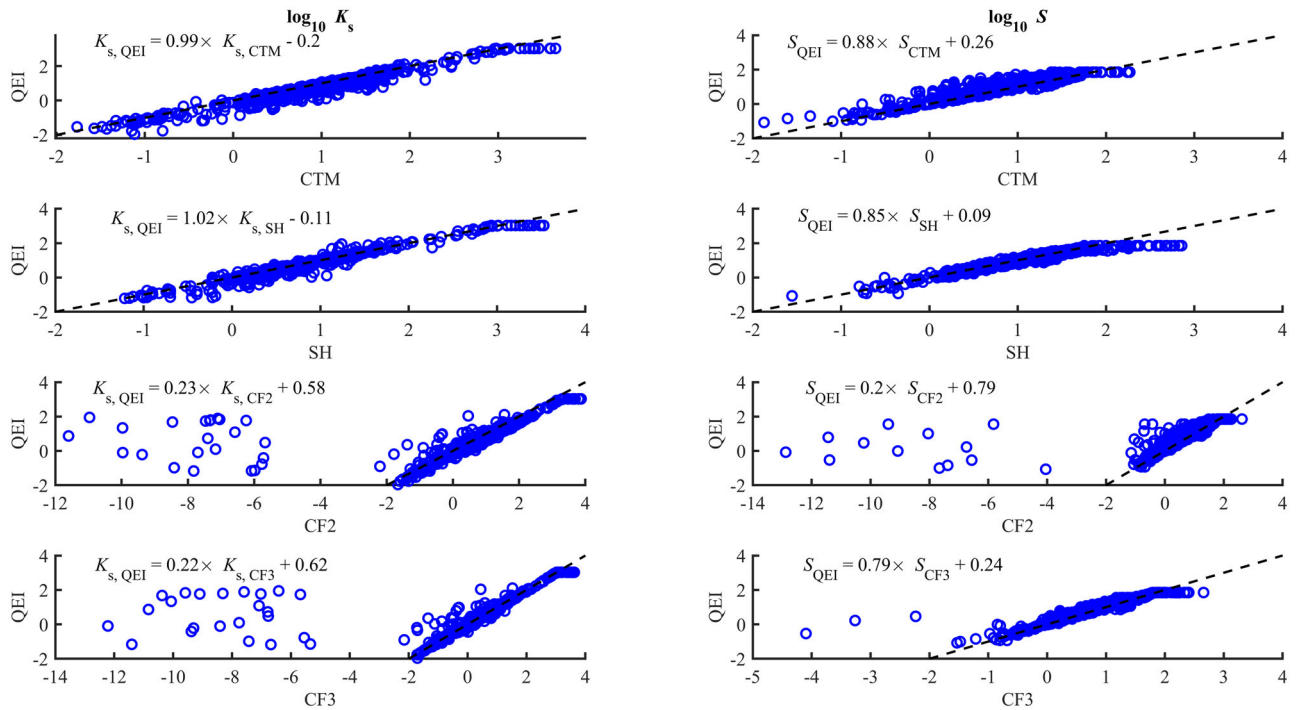 log10 Ks
log10 S
Ks, QEI = 0.99× Ks, CTM - 0.2
QEI
2
0
-2
-2 -1 0 1 2 3
CTM
SQEI = 0.88× SCTM + 0.26
QEI
4
2
0
-2
-2 -1 0 1 2 3 4
CTM
Ks, QEI = 1.02× Ks, SH - 0.11
QEI
4
2
0
-2
-2 -1 0 1 2 3 4
SH
SQEI = 0.85× SSH + 0.09
QEI
4
2
0
-2
-2 -1 0 1 2 3 4
SH
Ks, QEI = 0.23× Ks, CF2 + 0.58
QEI
4
2
0
-2
-12 -10 -8 -6 -4 -2 0 2 4
CF2
SQEI = 0.2× SCF2 + 0.79
QEI
4
2
0
-2
-14 -12 -10 -8 -6 -4 -2 0 2 4
CF2
Ks, QEI = 0.22× Ks, CF3 + 0.62
QEI
4
2
0
-2
-14 -12 -10 -8 -6 -4 -2 0 2 4
CF3
SQEI = 0.79× SCF3 + 0.24
QEI
4
2
0
-2
-5 -4 -3 -2 -1 0 1 2 3 4
CF3